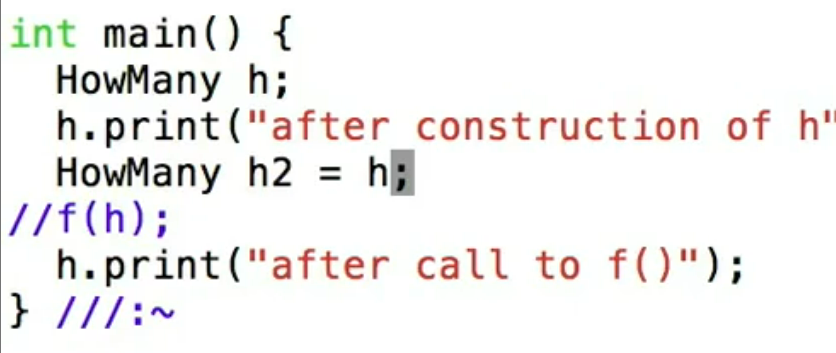 int main() {
  HowMany h;
  h.print("after construction of h"
  HowMany h2 = h;
//f(h);
  h.print("after call to f()");
} ///:~